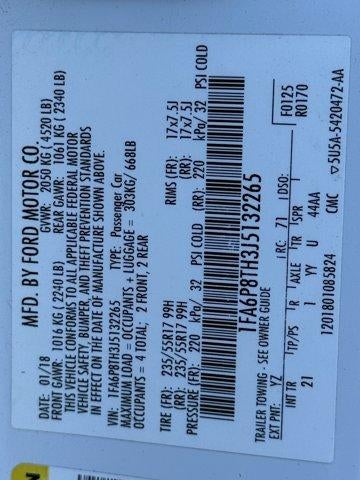 MFD. BY FORD MOTOR CO.
DATE: 01/18 GVWR: 2050 KG ( 4520 LB)
FRONT GAWR: 1016 KG ( 2240 LB) REAR GAWR: 1061 KG ( 2340 LB)
THIS VEHICLE CONFORMS TO ALL APPLICABLE FEDERAL MOTOR
VEHICLE SAFETY, BUMPER, AND THEFT PREVENTION STANDARDS
IN EFFECT ON THE DATE OF MANUFACTURE SHOWN ABOVE.
VIN: 1FA6P8TH3J5132265 TYPE: Passenger Car
MAXIMUM LOAD = OCCUPANTS + LUGGAGE = 303KG/ 668LB
OCCUPANTS = 4 TOTAL; 2 FRONT, 2 REAR
TIRE (FR): 235/55R17 99H RIMS (FR): 17x7.5J
(RR): 235/55R17 99H (RR): 17x7.5J
PRESSURE (FR): 220 kPa/ 32 PSI COLD (RR): 220 kPa/ 32 PSI COLD
1FA6P8TH3J5132265
F0125
R0170
TRAILER TOWING - SEE OWNER GUIDE
EXT PNT: YZ RC: 71 DSO:
INT TR TP/PS R AXLE TR SPR
21 1 YY U 44AA
1201801085824 CMC
5U5A-5420472-AA
N